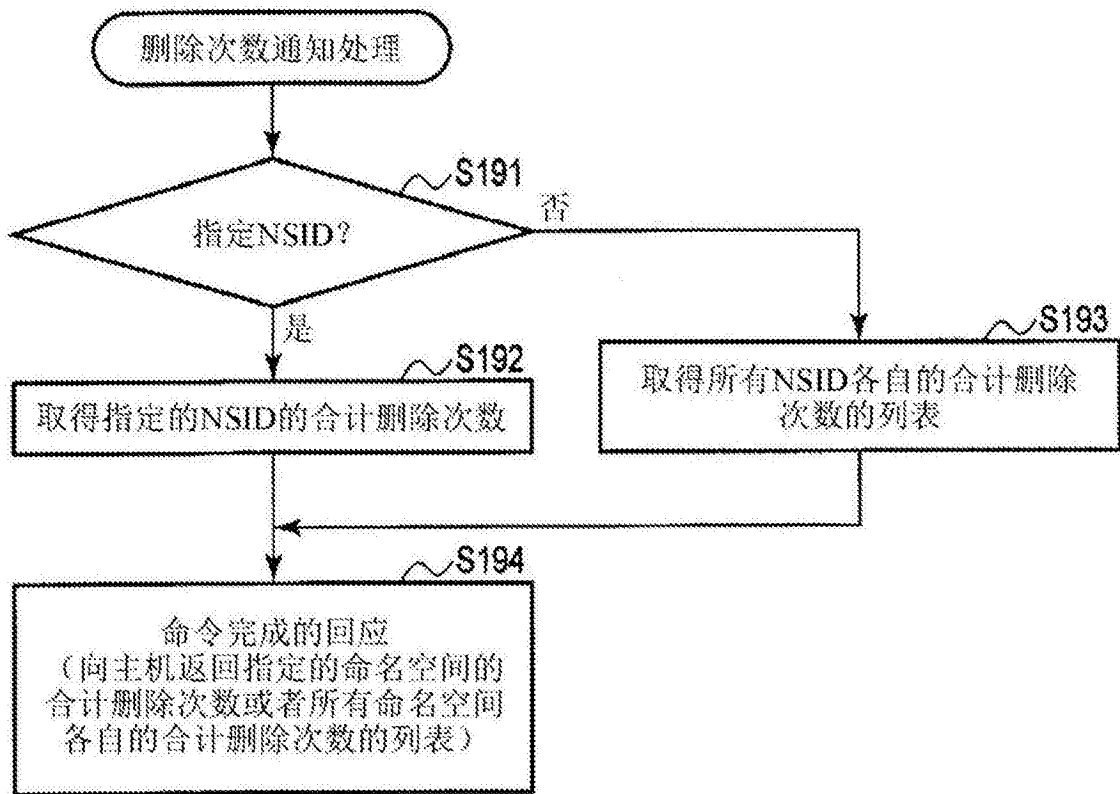 删除次数通知处理
S191
指定NSID？
否
是
S192
取得指定的NSID的合计删除次数
S193
取得所有NSID各自的合计删除
次数的列表
S194
命令完成的回应
（向主机返回指定的命名空间的
合计删除次数或者所有命名空间
各自的合计删除次数的列表）